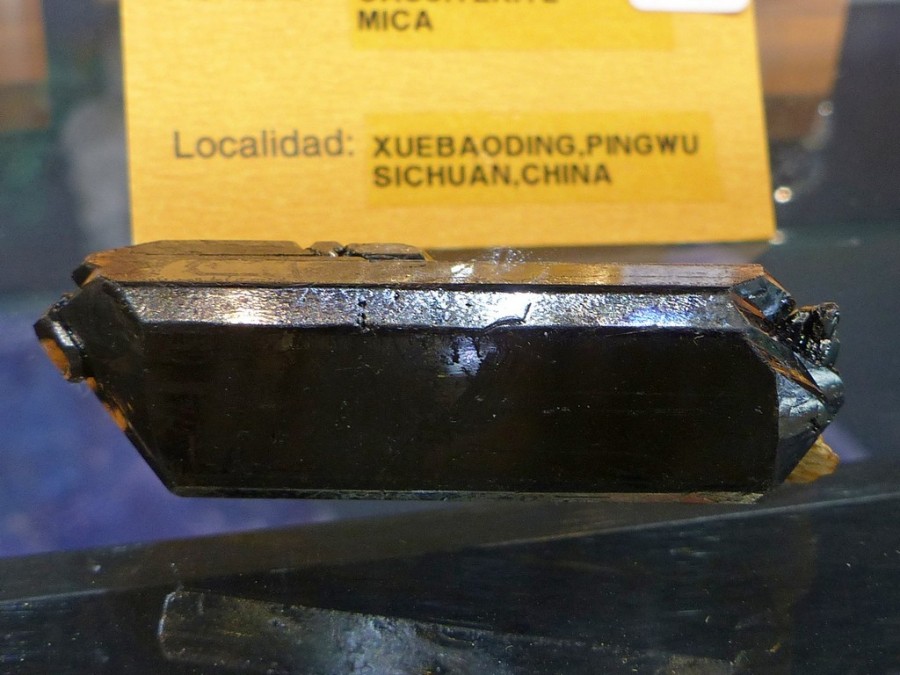 MICA
Localidad: XUEBAODING,PINGWU
SICHUAN,CHINA